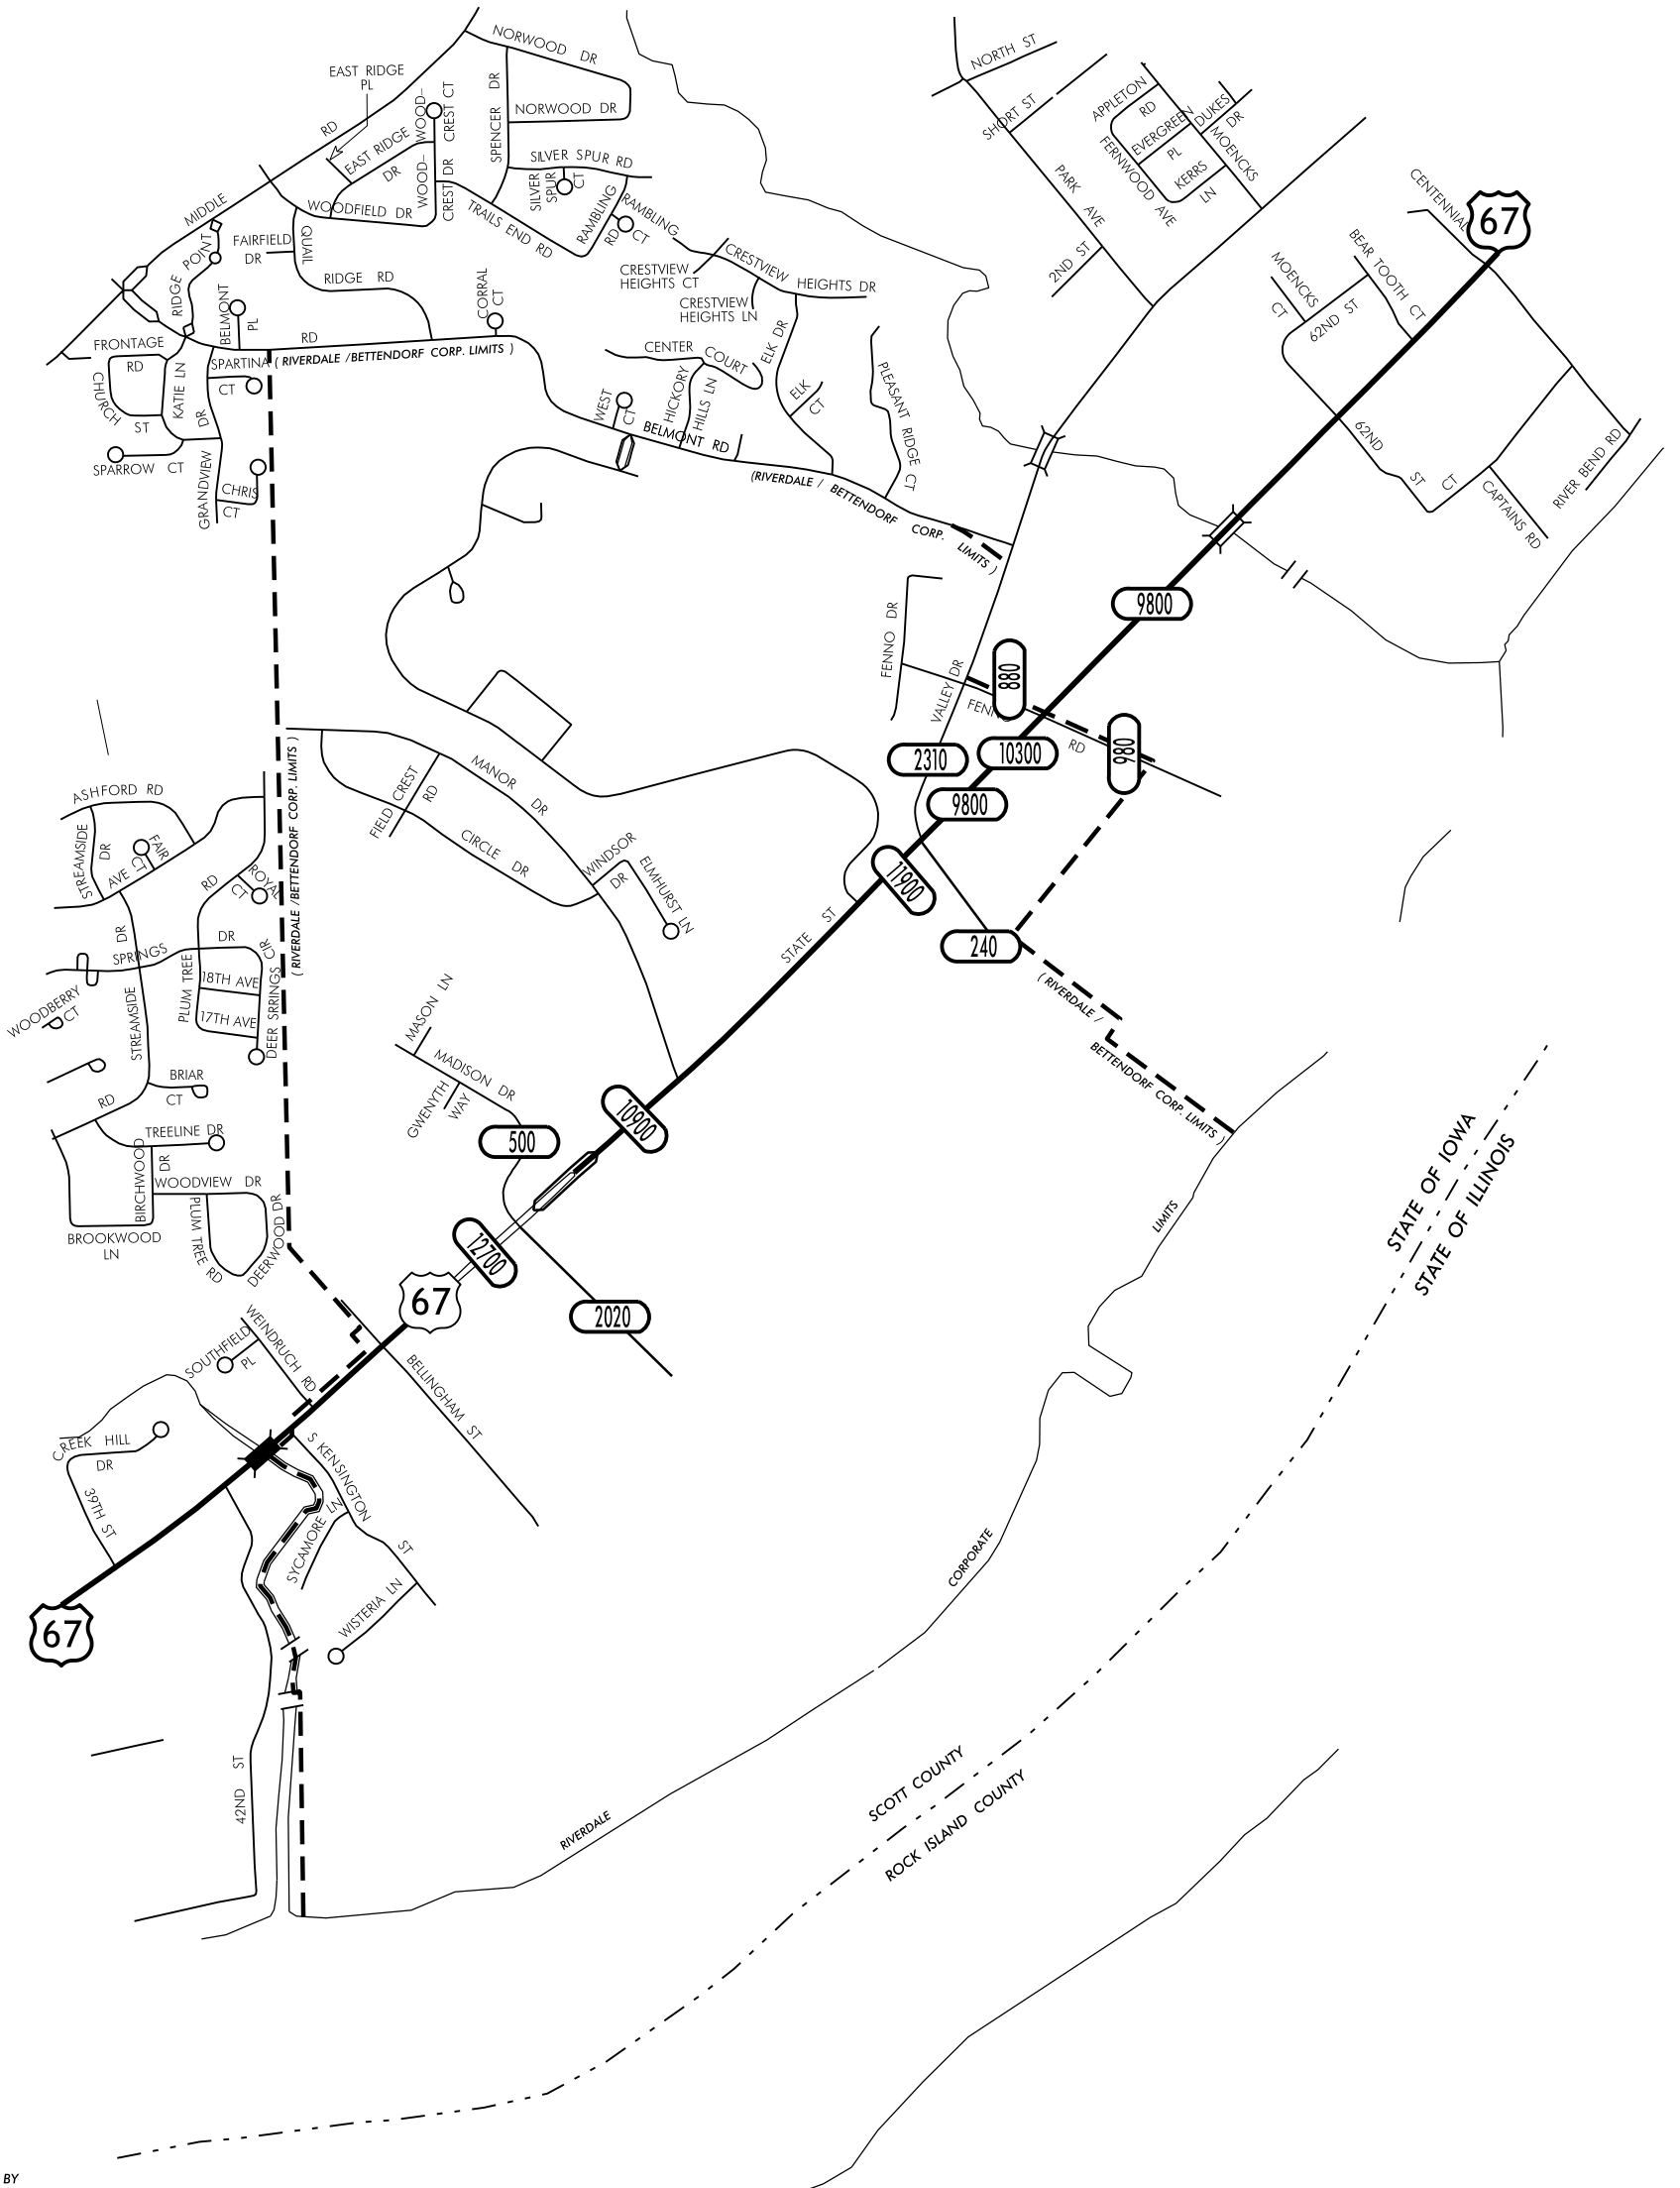 NORWOOD DR
EAST RIDGE
PL
NORWOOD DR
SPENCER DR
WOOD-
CREST CT
RD
EAST RIDGE
DR
WOOD-
CREST DR
SILVER SPUR RD
SILVER
SPUR
CT
MIDDLE
WOODFIELD DR
TRAILS END RD
RAMBLING
RD
RAMBLING
CT
POINT
RIDGE
FAIRFIELD
DR
QUAIL
RIDGE RD
CRESTVIEW
HEIGHTS CT
CRESTVIEW
HEIGHTS DR
CRESTVIEW
HEIGHTS LN
CORRAL
CT
BELMONT
PL
RD
( RIVERDALE / BETTENDORF CORP. LIMITS )
FRONTAGE
RD
SPARTINA
CT
CHURCH
ST
KATIE LN
DR
GRANDVIEW
SPARROW CT
CHRIS
CT
CENTER
COURT
ELK DR
ELK
CT
HICKORY
HILLS LN
WEST
CT
BELMONT RD
PLEASANT RIDGE CT
(RIVERDALE / BETTENDORF CORP.
LIMITS )
NORTH ST
SHORT ST
APPLETON
RD
EVERGREEN
PL
DUKES
DR
MOENCKS
KERRS
LN
FERNWOOD AVE
PARK AVE
2ND ST
CENTENNIAL
67
BEAR TOOTH CT
MOENCKS
CT
62ND ST
62ND
ST
CT
CAPTAINS RD
RIVER BEND RD
9800
FENNO DR
880
VALLEY DR
FENNO
RD
980
2310
10300
9800
11900
240
STATE ST
( RIVERDALE /
BETTENDORF CORP. LIMITS )
( RIVERDALE / BETTENDORF CORP. LIMITS )
MANOR DR
FIELD CREST
RD
CIRCLE DR
WINDSOR
DR
ELMHURST LN
ASHFORD RD
STREAMSIDE
DR
FAIR
CT
AVE
ROYAL
CT
RD
DR
SPRINGS
DR
CIR
PLUM TREE
18TH AVE
17TH AVE
DEER SRRINGS
WOODBERRY
CT
STREAMSIDE
BRIAR
CT
RD
TREELINE DR
BIRCHWOOD
DR
WOODVIEW DR
PLUM TREE RD
DEERWOOD DR
BROOKWOOD
LN
MASON LN
MADISON DR
GWENYTH
WAY
500
10900
12700
67
2020
WEINDRUCH RD
SOUTHFIELD
PL
BELLINGHAM ST
CREEK HILL
DR
39TH ST
S KENSINGTON
ST
SYCAMORE LN
WISTERIA LN
67
42ND ST
STATE OF IOWA
STATE OF ILLINOIS
LIMITS
CORPORATE
RIVERDALE
SCOTT COUNTY
ROCK ISLAND COUNTY
BY